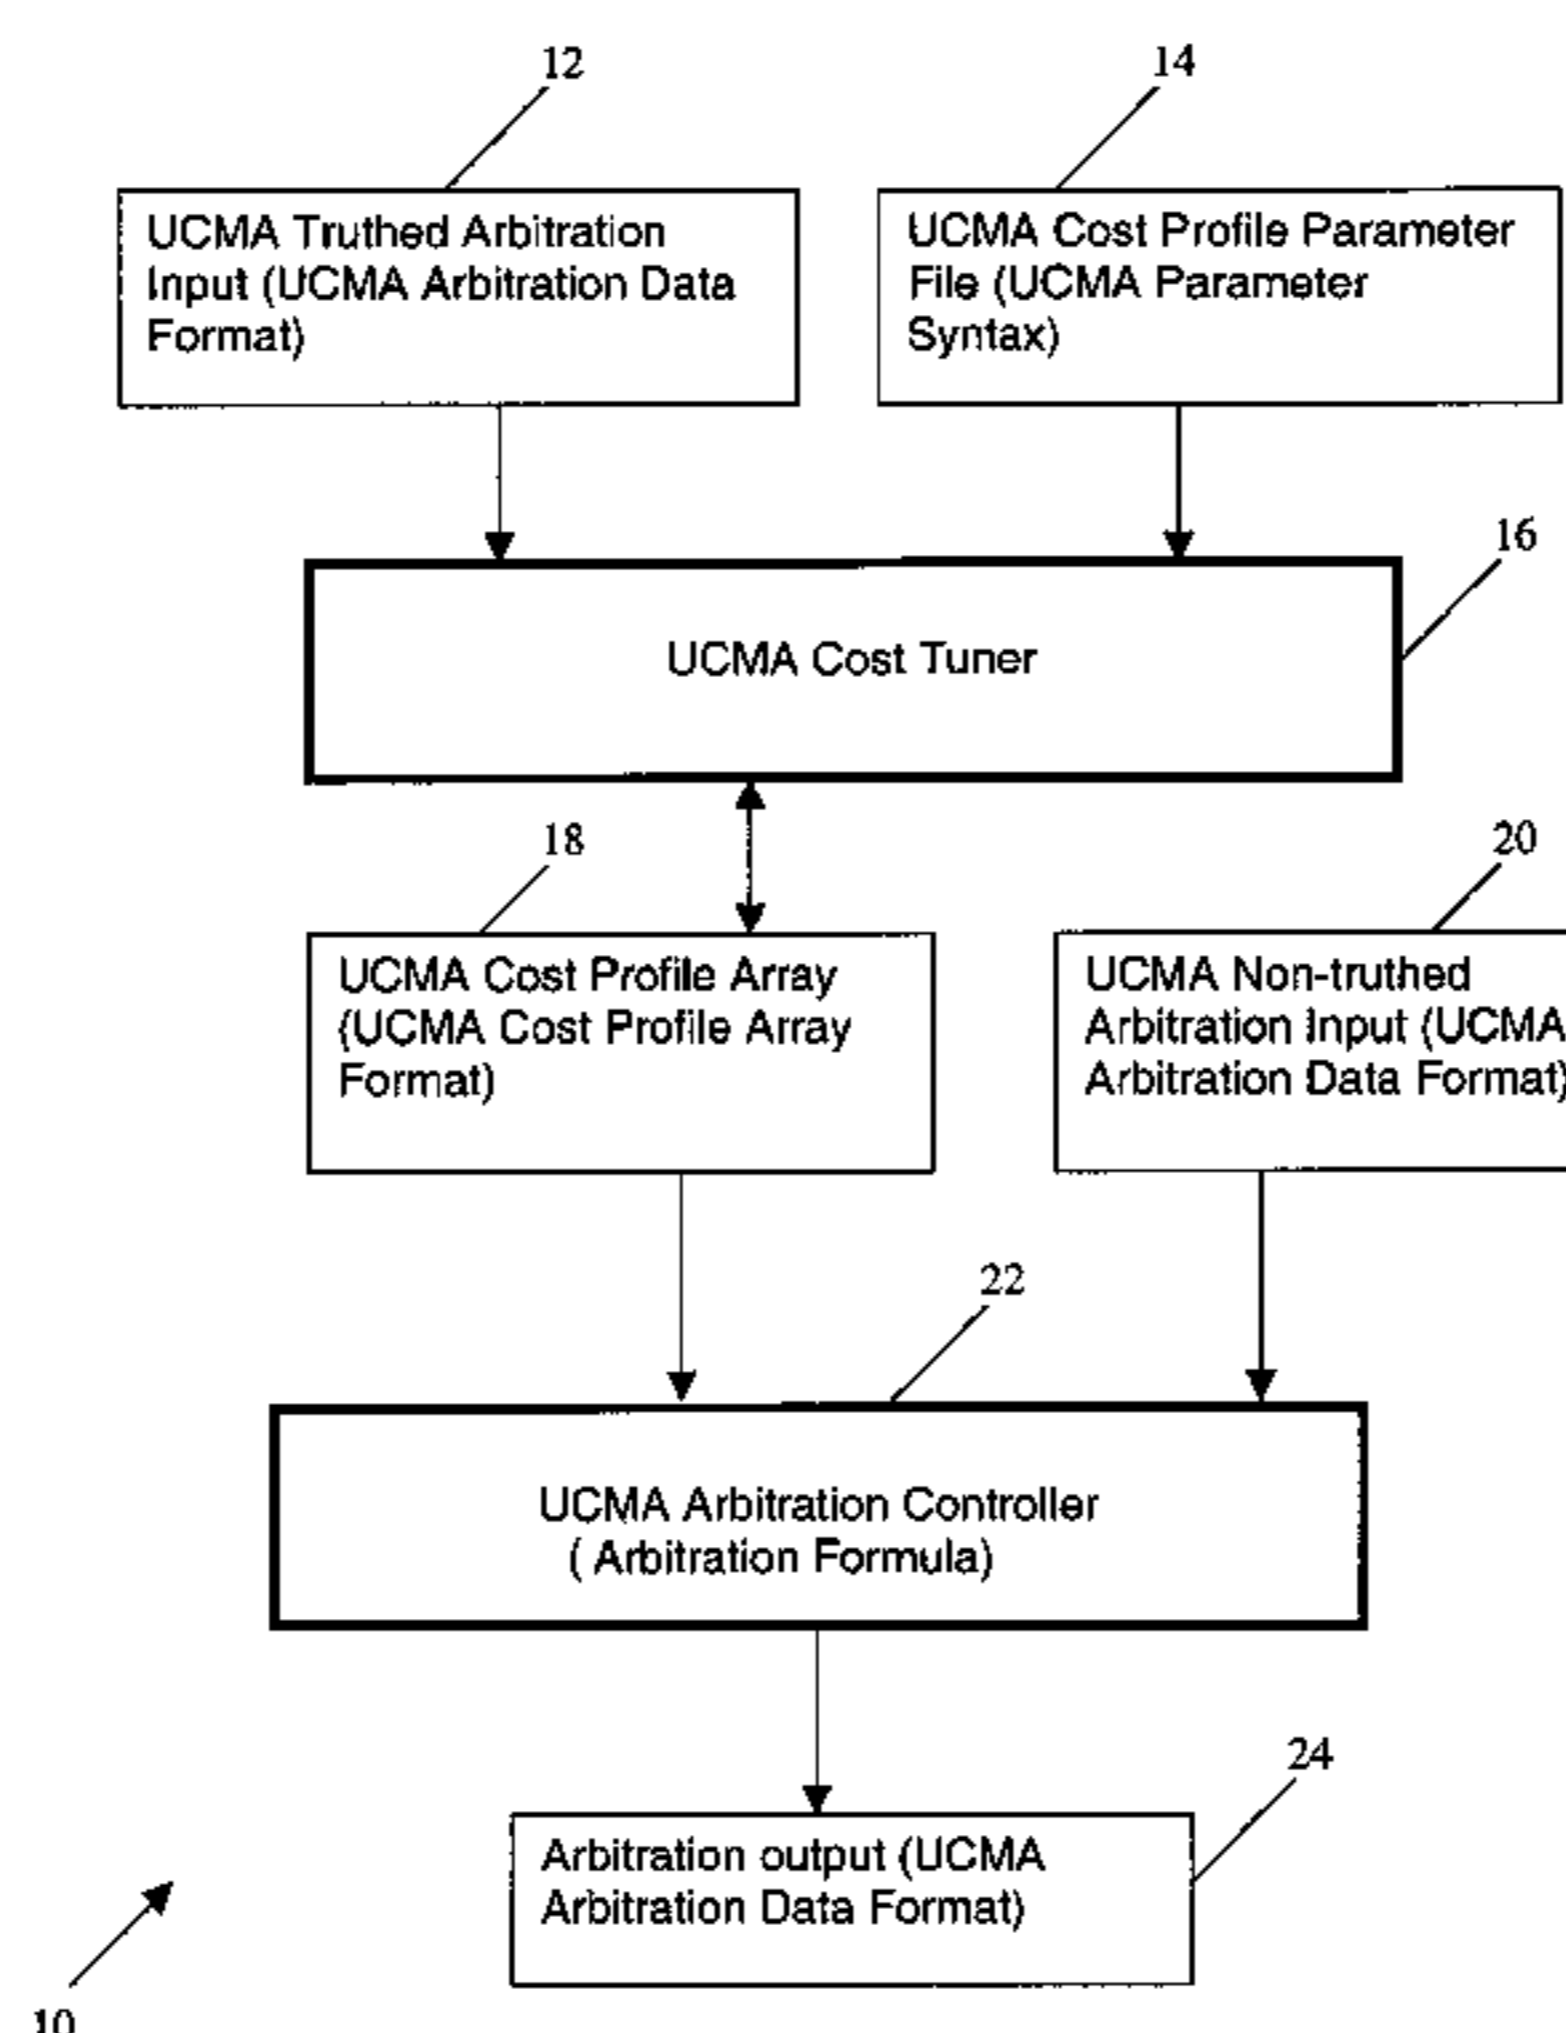 12
14
UCMA Truthed Arbitration
Input (UCMA Arbitration Data
Format)
UCMA Cost Profile Parameter
File (UCMA Parameter
Syntax)
16
UCMA Cost Tuner
18
20
UCMA Cost Profile Array
(UCMA Cost Profile Array
Format)
UCMA Non-truthed
Arbitration Input (UCMA
Arbitration Data Format)
22
UCMA Arbitration Controller
( Arbitration Formula)
24
Arbitration output (UCMA
Arbitration Data Format)
10